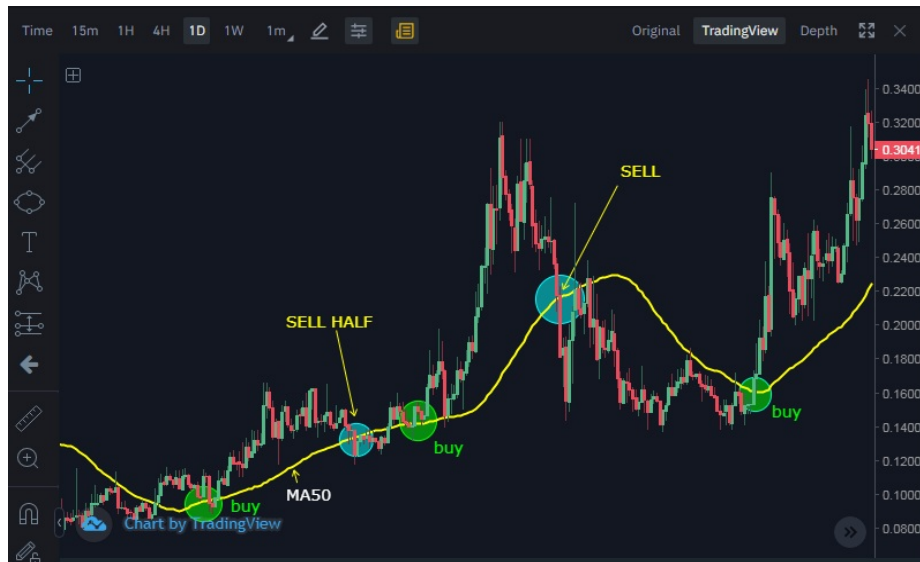 Time 15m 1H 4H 1D 1W 1m Original TradingView Depth
0.3400
0.3200
0.3041
0.2800
0.2600
0.2400
0.2200
0.2000
0.1800
0.1600
0.1400
0.1200
0.1000
0.0800
SELL
SELL HALF
buy
buy
MA50
buy
Chart by TradingView